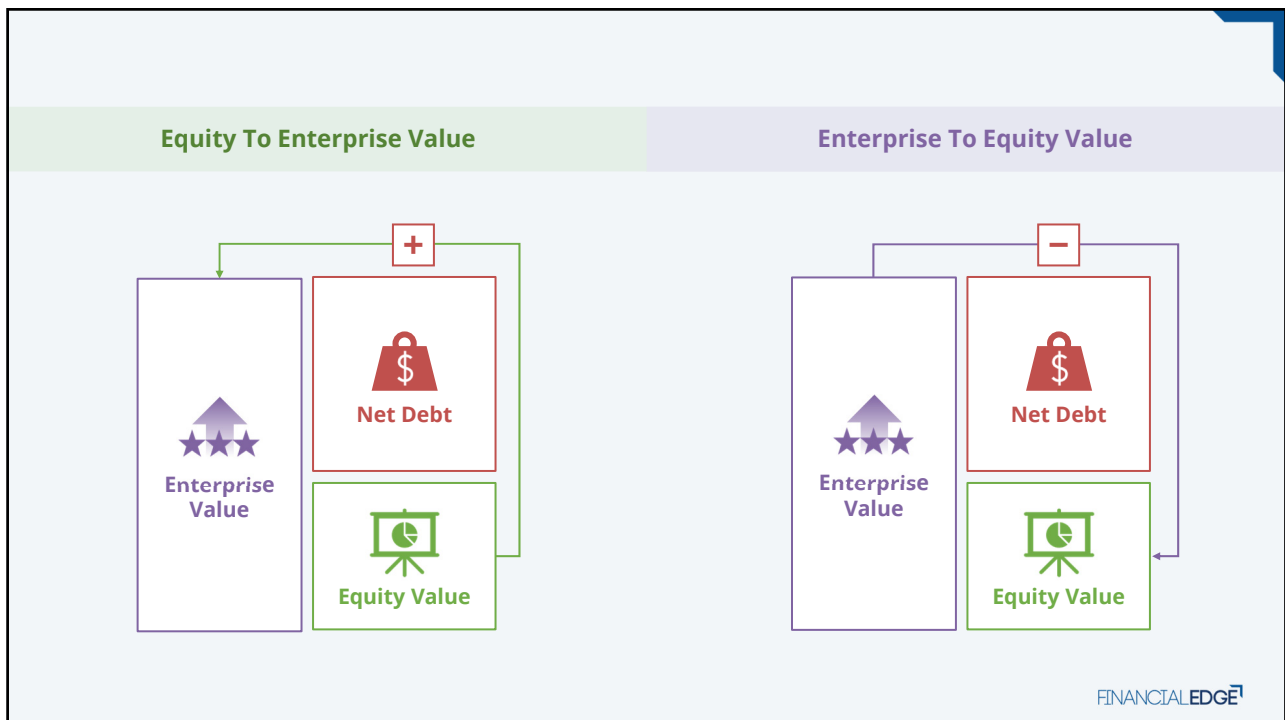 Equity To Enterprise Value
+
$
Net Debt
Enterprise
Value
Equity Value
Enterprise To Equity Value
−
$
Net Debt
Enterprise
Value
Equity Value
FINANCIALEDGE